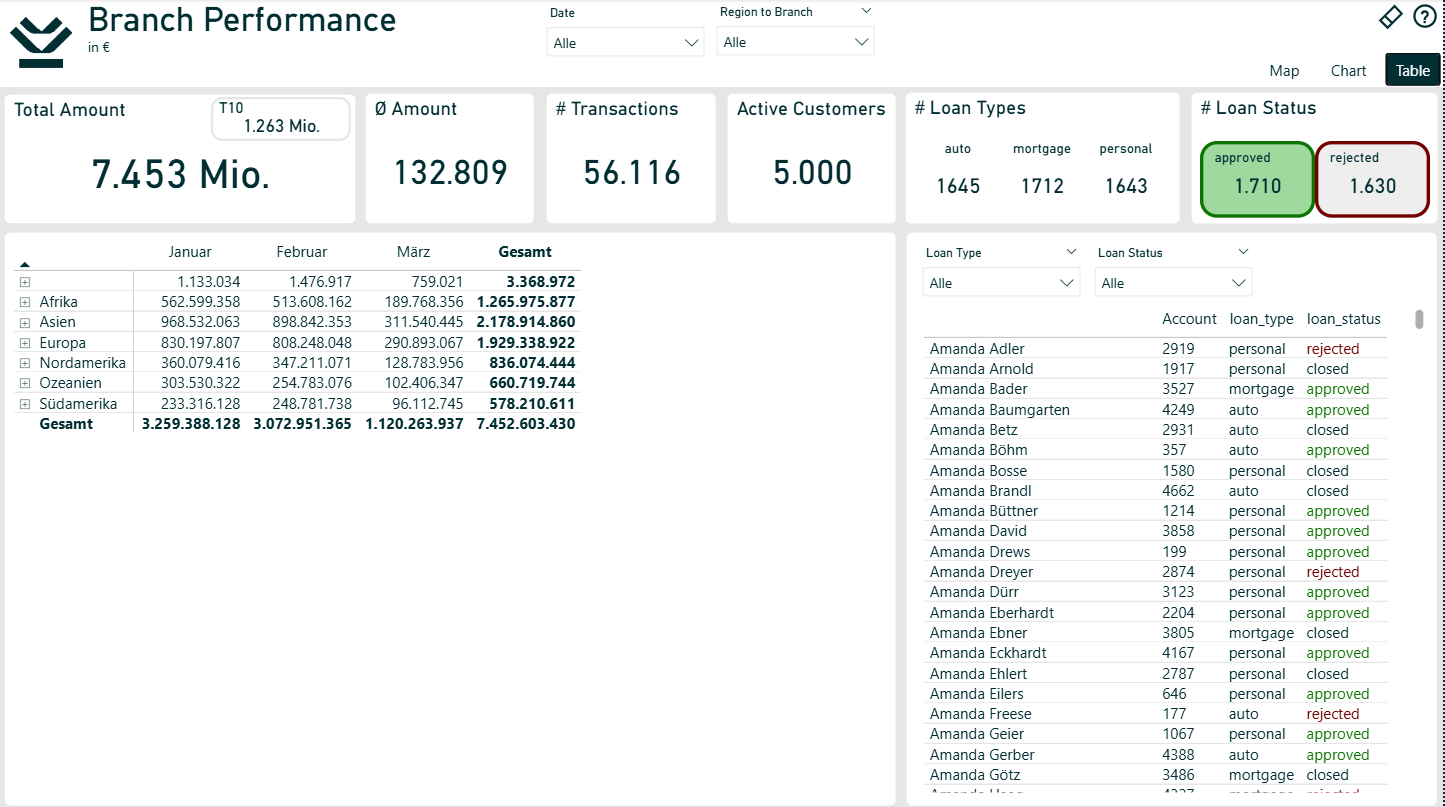 Branch Performance
in €
Date
Alle
Region to Branch
Alle
Map Chart Table
Total Amount
T10
1.263 Mio.
7.453 Mio.
Ø Amount
132.809
# Transactions
56.116
Active Customers
5.000
# Loan Types
auto mortgage personal
1645 1712 1643
# Loan Status
approved
1.710
rejected
1.630
Januar Februar März Gesamt
1.133.034 1.476.917 759.021 3.368.972
Afrika 562.599.358 513.608.162 189.768.356 1.265.975.877
Asien 968.532.063 898.842.353 311.540.445 2.178.914.860
Europa 830.197.807 808.248.048 290.893.067 1.929.338.922
Nordamerika 360.079.416 347.211.071 128.783.956 836.074.444
Ozeanien 303.530.322 254.783.076 102.406.347 660.719.744
Südamerika 233.316.128 248.781.738 96.112.745 578.210.611
Gesamt 3.259.388.128 3.072.951.365 1.120.263.937 7.452.603.430
Loan Type
Alle
Loan Status
Alle
Account loan_type loan_status
Amanda Adler 2919 personal rejected
Amanda Arnold 1917 personal closed
Amanda Bader 3527 mortgage approved
Amanda Baumgarten 4249 auto approved
Amanda Betz 2931 auto closed
Amanda Böhm 357 auto approved
Amanda Bosse 1580 personal closed
Amanda Brandl 4662 auto closed
Amanda Büttner 1214 personal approved
Amanda David 3858 personal approved
Amanda Drews 199 personal approved
Amanda Dreyer 2874 personal rejected
Amanda Dürr 3123 personal approved
Amanda Eberhardt 2204 personal approved
Amanda Ebner 3805 mortgage closed
Amanda Eckhardt 4167 personal approved
Amanda Ehlert 2787 personal closed
Amanda Eilers 646 personal approved
Amanda Freese 177 auto rejected
Amanda Geier 1067 personal approved
Amanda Gerber 4388 auto approved
Amanda Götz 3486 mortgage closed